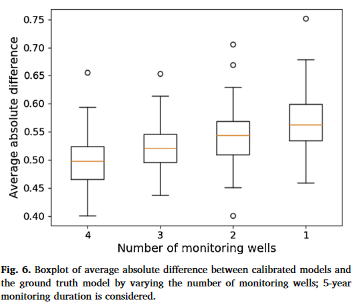 0.75
0.70
0.65
0.60
0.55
0.50
0.45
0.40
Average absolute difference
4 3 2 1
Number of monitoring wells
Fig. 6. Boxplot of average absolute difference between calibrated models and
the ground truth model by varying the number of monitoring wells; 5-year
monitoring duration is considered.